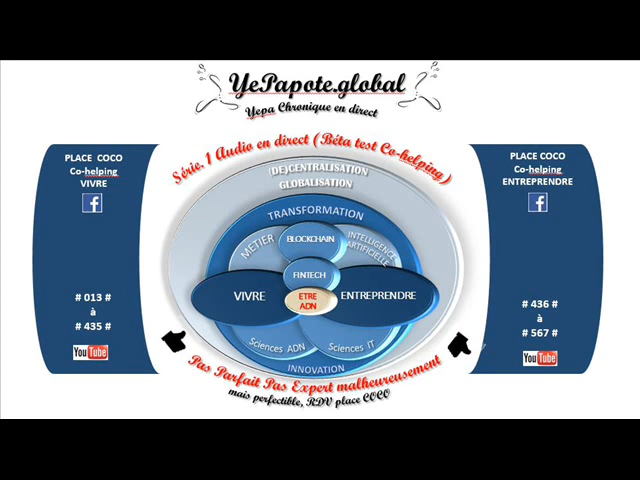 YePapote.global
Yepa Chronique en direct
Série, 1 Audio en direct (Béta test Co-helping)
PLACE COCO
Co-helping
VIVRE
# 013 #
à
# 435 #
YouTube
(DE)CENTRALISATION
GLOBALISATION
TRANSFORMATION
METIER
BLOCKCHAIN
INTELLIGENCE
ARTIFICIELLE
FINTECH
VIVRE
ETRE
ADN
ENTREPRENDRE
Sciences ADN
Sciences IT
INNOVATION
PLACE COCO
Co-helping
ENTREPRENDRE
# 436 #
à
# 567 #
YouTube
Pas Parfait Pas Expert malheureusement
mais perfectible, RDV place COCO